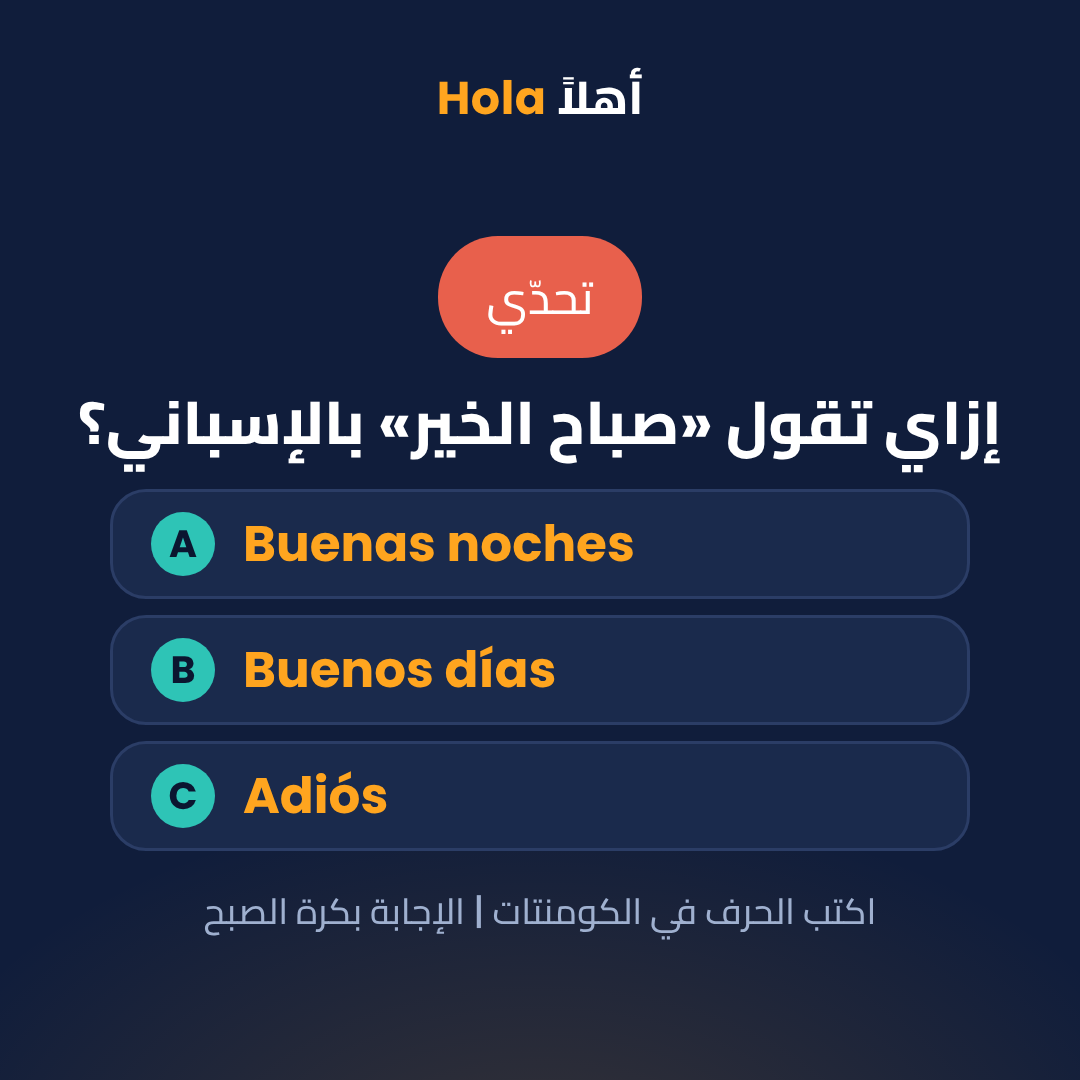 أهلاً Hola
تحدّي
إزاي تقول «صباح الخير» بالإسباني؟
A Buenas noches
B Buenos días
C Adiós
اكتب الحرف في الكومنتات | الإجابة بكرة الصبح